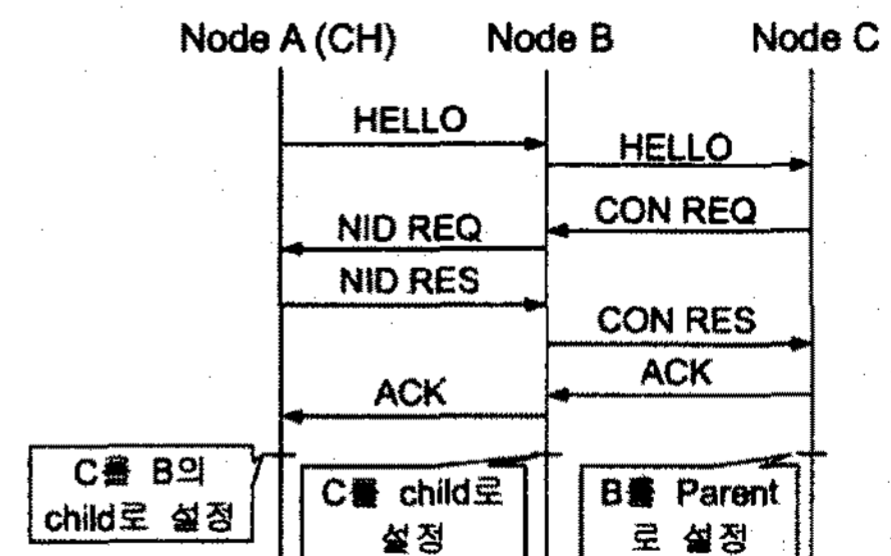 Node A (CH) Node B Node C
HELLO
HELLO
CON REQ
NID REQ
NID RES
CON RES
ACK
ACK
C를 B의
child로 설정
C를 child로
설정
B를 Parent
로 설정